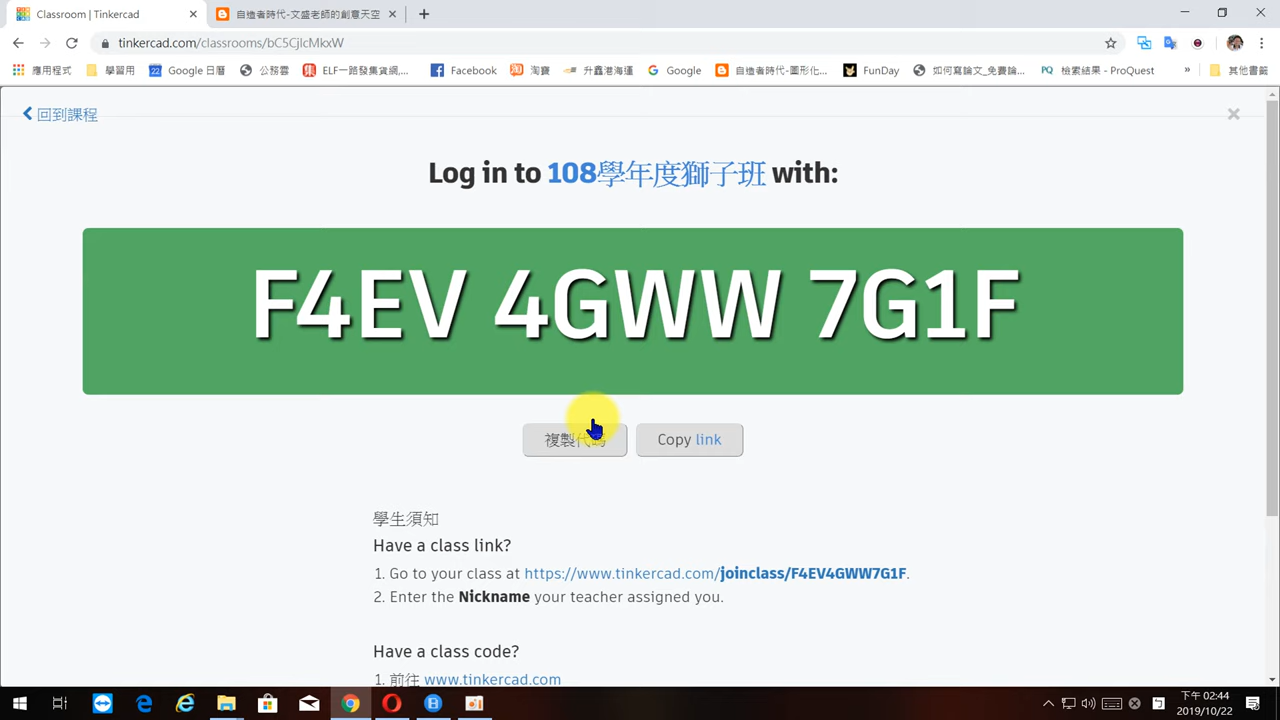 Classroom | Tinkercad
自造者時代-文盛老師的創意天空
tinkercad.com/classrooms/bC5CjlcMkxW
應用程式 學習用 Google 日曆 公務雲 ELF一路發集貨網,... Facebook 淘寶 升鑫港海運 Google 自造者時代-圖形化... FunDay 如何寫論文_免費論... 檢索結果 - ProQuest » 其他書籤
回到課程
Log in to 108學年度獅子班 with:
F4EV 4GWW 7G1F
複製代碼 Copy link
學生須知
Have a class link?
1. Go to your class at https://www.tinkercad.com/joinclass/F4EV4GWW7G1F.
2. Enter the Nickname your teacher assigned you.
Have a class code?
1. 前往 www.tinkercad.com
下午 02:44
2019/10/22